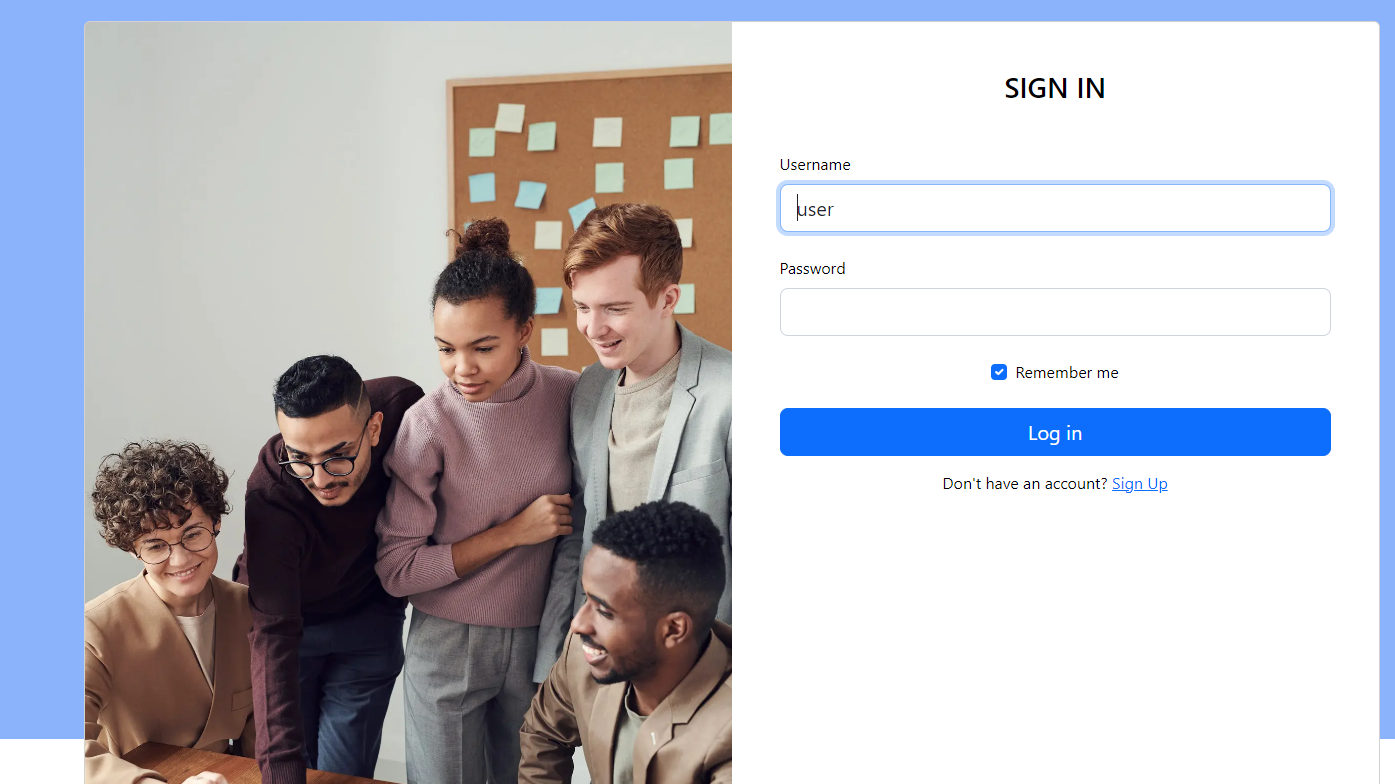 SIGN IN
Username
user
Password
Remember me
Log in
Don't have an account? Sign Up